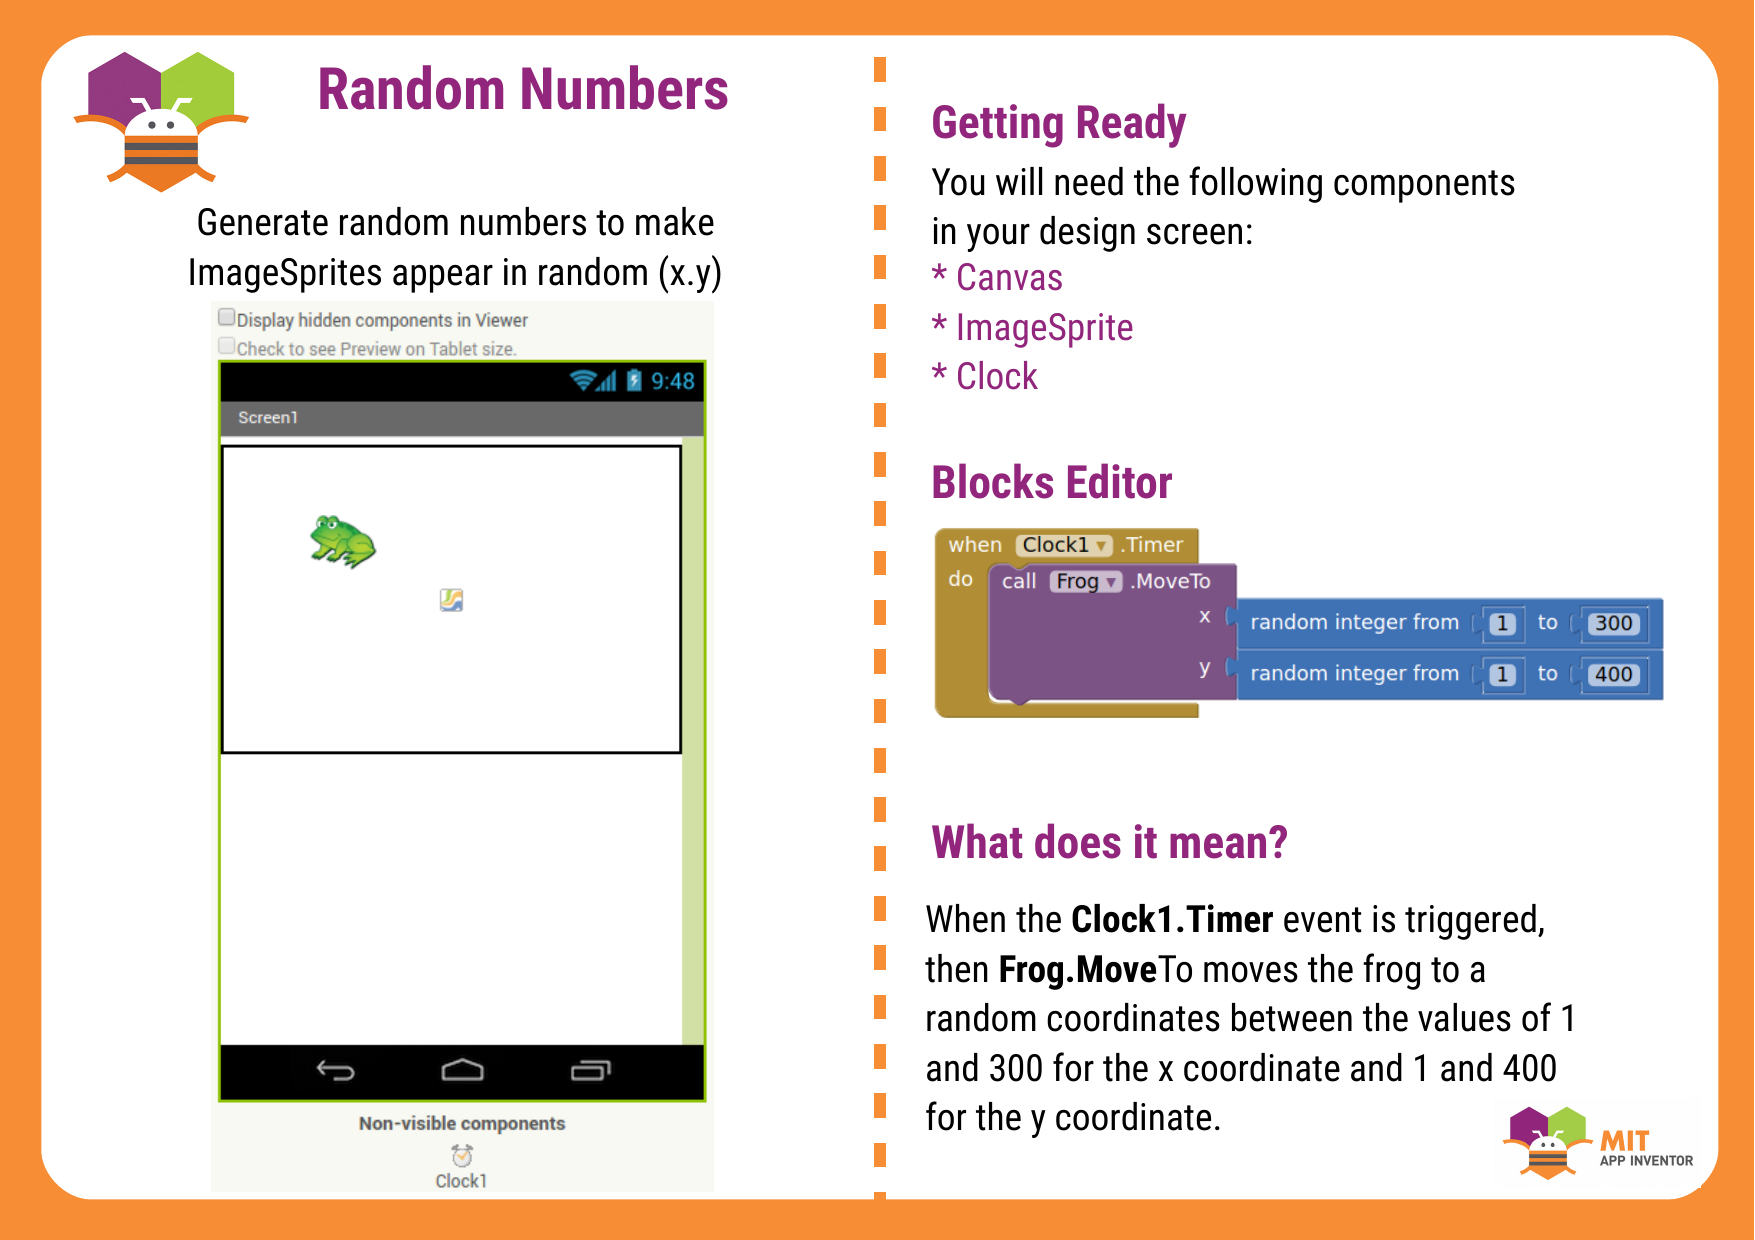 Random Numbers
Generate random numbers to make
ImageSprites appear in random (x.y)
Display hidden components in Viewer
Check to see Preview on Tablet size.
9:48
Screen1
Non-visible components
Clock1
Getting Ready
You will need the following components
in your design screen:
* Canvas
* ImageSprite
* Clock
Blocks Editor
when Clock1 .Timer
do call Frog .MoveTo
x random integer from 1 to 300
y random integer from 1 to 400
What does it mean?
When the Clock1.Timer event is triggered,
then Frog.MoveTo moves the frog to a
random coordinates between the values of 1
and 300 for the x coordinate and 1 and 400
for the y coordinate.
MIT
APP INVENTOR